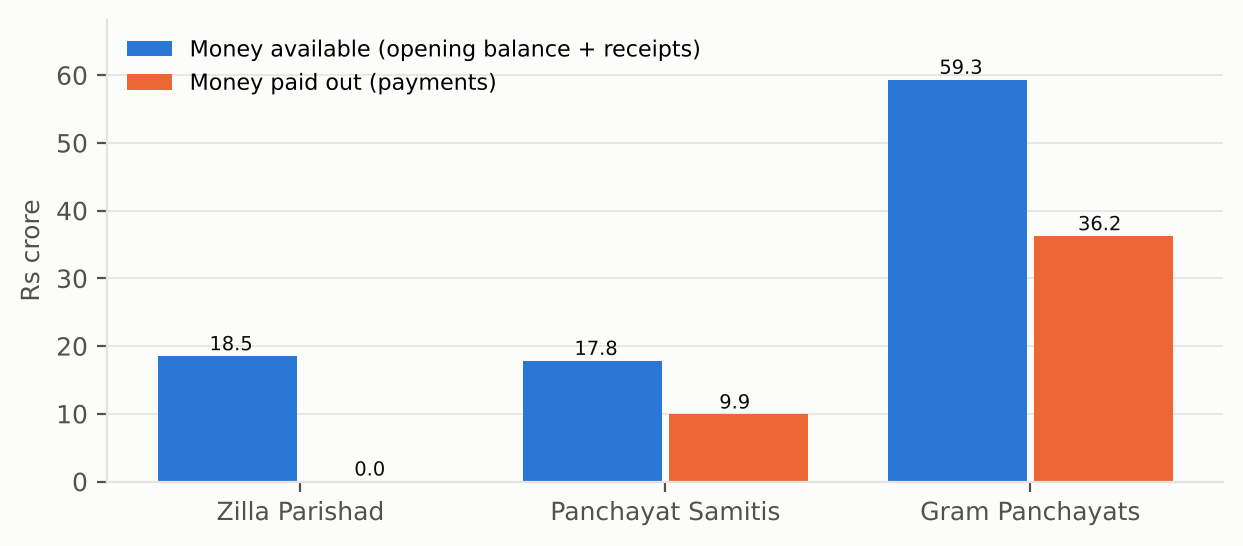 Money available (opening balance + receipts)
Money paid out (payments)
Rs crore
60
50
40
30
20
10
0
18.5
0.0
17.8
9.9
59.3
36.2
Zilla Parishad
Panchayat Samitis
Gram Panchayats